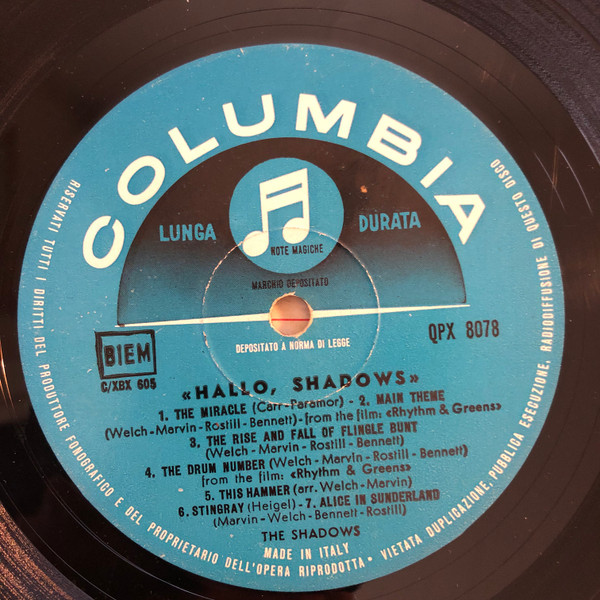 COLUMBIA
LUNGA DURATA
NOTE MAGICHE
MARCHIO DEPOSITATO
DEPOSITATO A NORMA DI LEGGE
BIEM
C/XBX 605
QPX 8078
«HALLO, SHADOWS»
1. THE MIRACLE (Carr-Paramor) - 2. MAIN THEME
(Welch-Marvin-Rostill-Bennett)-from the film: «Rhythm & Greens»
3. THE RISE AND FALL OF FLINGLE BUNT
(Welch - Marvin - Rostill - Bennett)
4. THE DRUM NUMBER (Welch-Marvin-Rostill-Bennett)
from the film: «Rhythm & Greens»
5. THIS HAMMER (arr. Welch-Marvin)
6. STINGRAY (Heigel) - 7. ALICE IN SUNDERLAND
(Marvin-Welch-Bennett-Rostill)
THE SHADOWS
MADE IN ITALY
RISERVATI TUTTI I DIRITTI DEL PRODUTTORE FONOGRAFICO E DEL PROPRIETARIO DELL'OPERA RIPRODOTTA • VIETATA DUPLICAZIONE, PUBBLICA ESECUZIONE, RADIODIFFUSIONE DI QUESTO DISCO